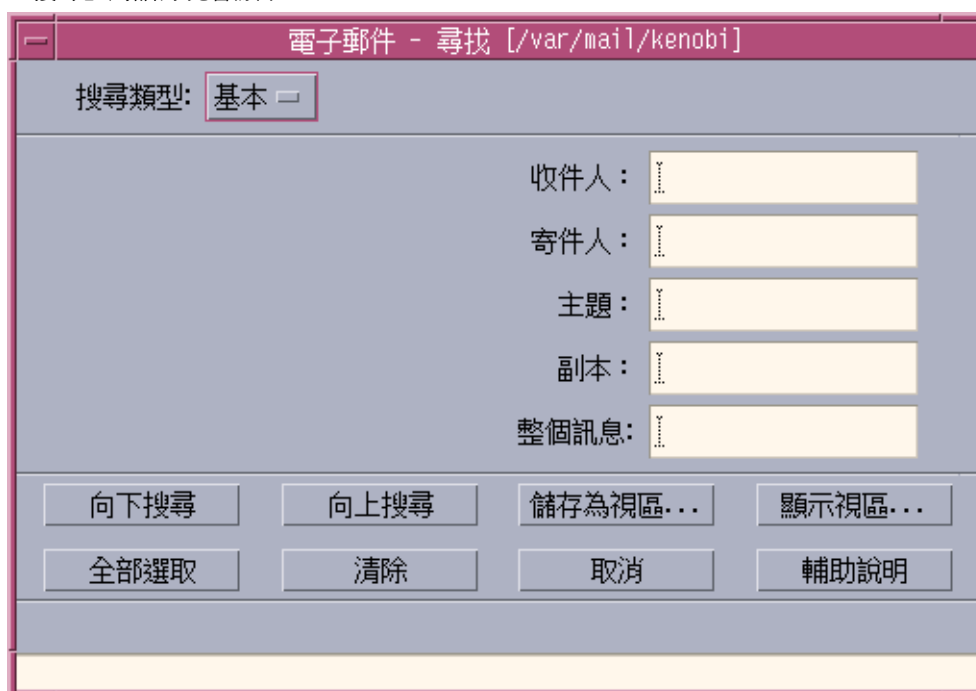 電子郵件 - 尋找 [/var/mail/kenobi]
搜尋類型: 基本
收件人：
寄件人：
主題：
副本：
整個訊息:
向下搜尋 向上搜尋 儲存為視區... 顯示視區...
全部選取 清除 取消 輔助說明